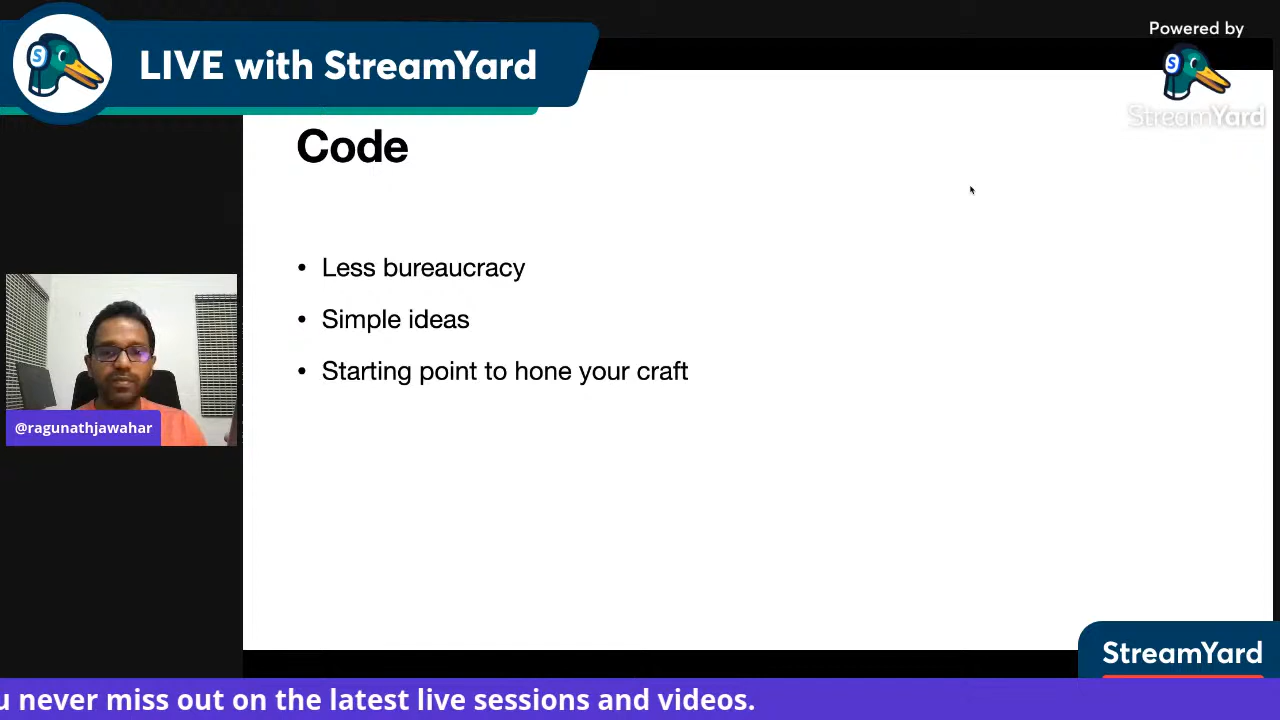 LIVE with StreamYard
Powered by
StreamYard
Code
• Less bureaucracy
• Simple ideas
• Starting point to hone your craft
@ragunathjawahar
StreamYard
never miss out on the latest live sessions and videos.